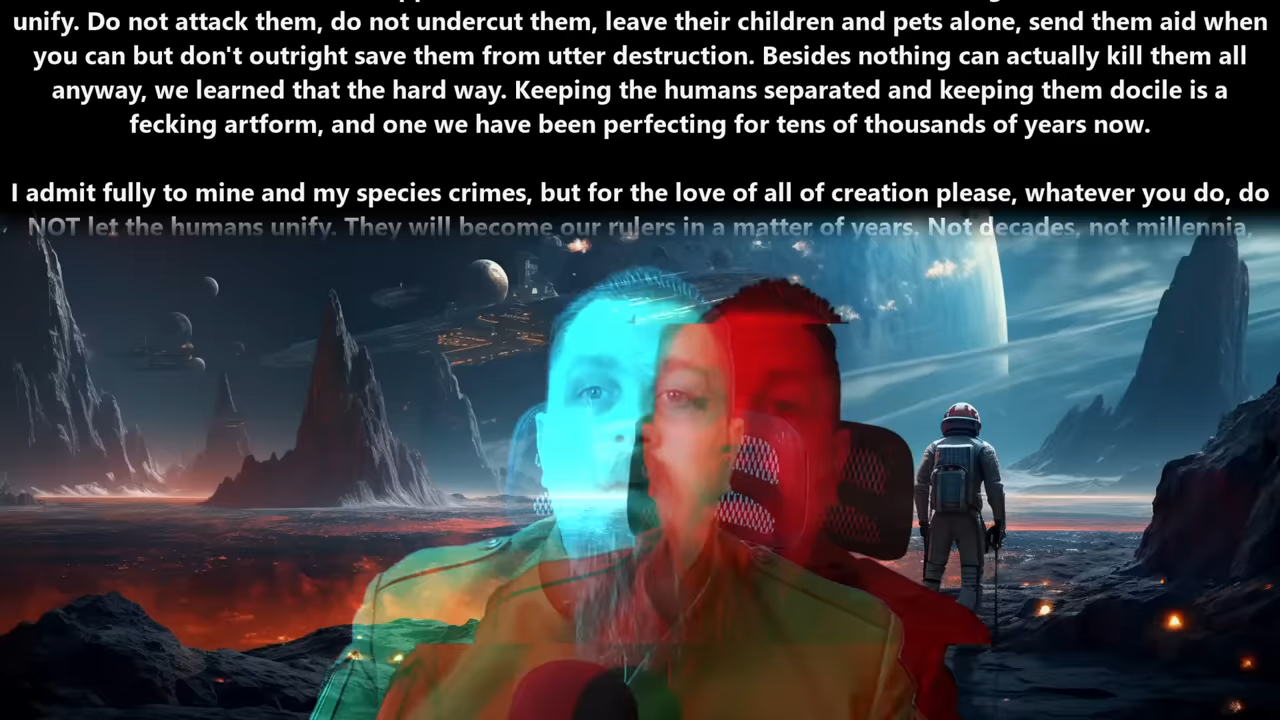 unify. Do not attack them, do not undercut them, leave their children and pets alone, send them aid when
you can but don't outright save them from utter destruction. Besides nothing can actually kill them all
anyway, we learned that the hard way. Keeping the humans separated and keeping them docile is a
fecking artform, and one we have been perfecting for tens of thousands of years now.
I admit fully to mine and my species crimes, but for the love of all of creation please, whatever you do, do
NOT let the humans unify. They will become our rulers in a matter of years. Not decades, not millennia,